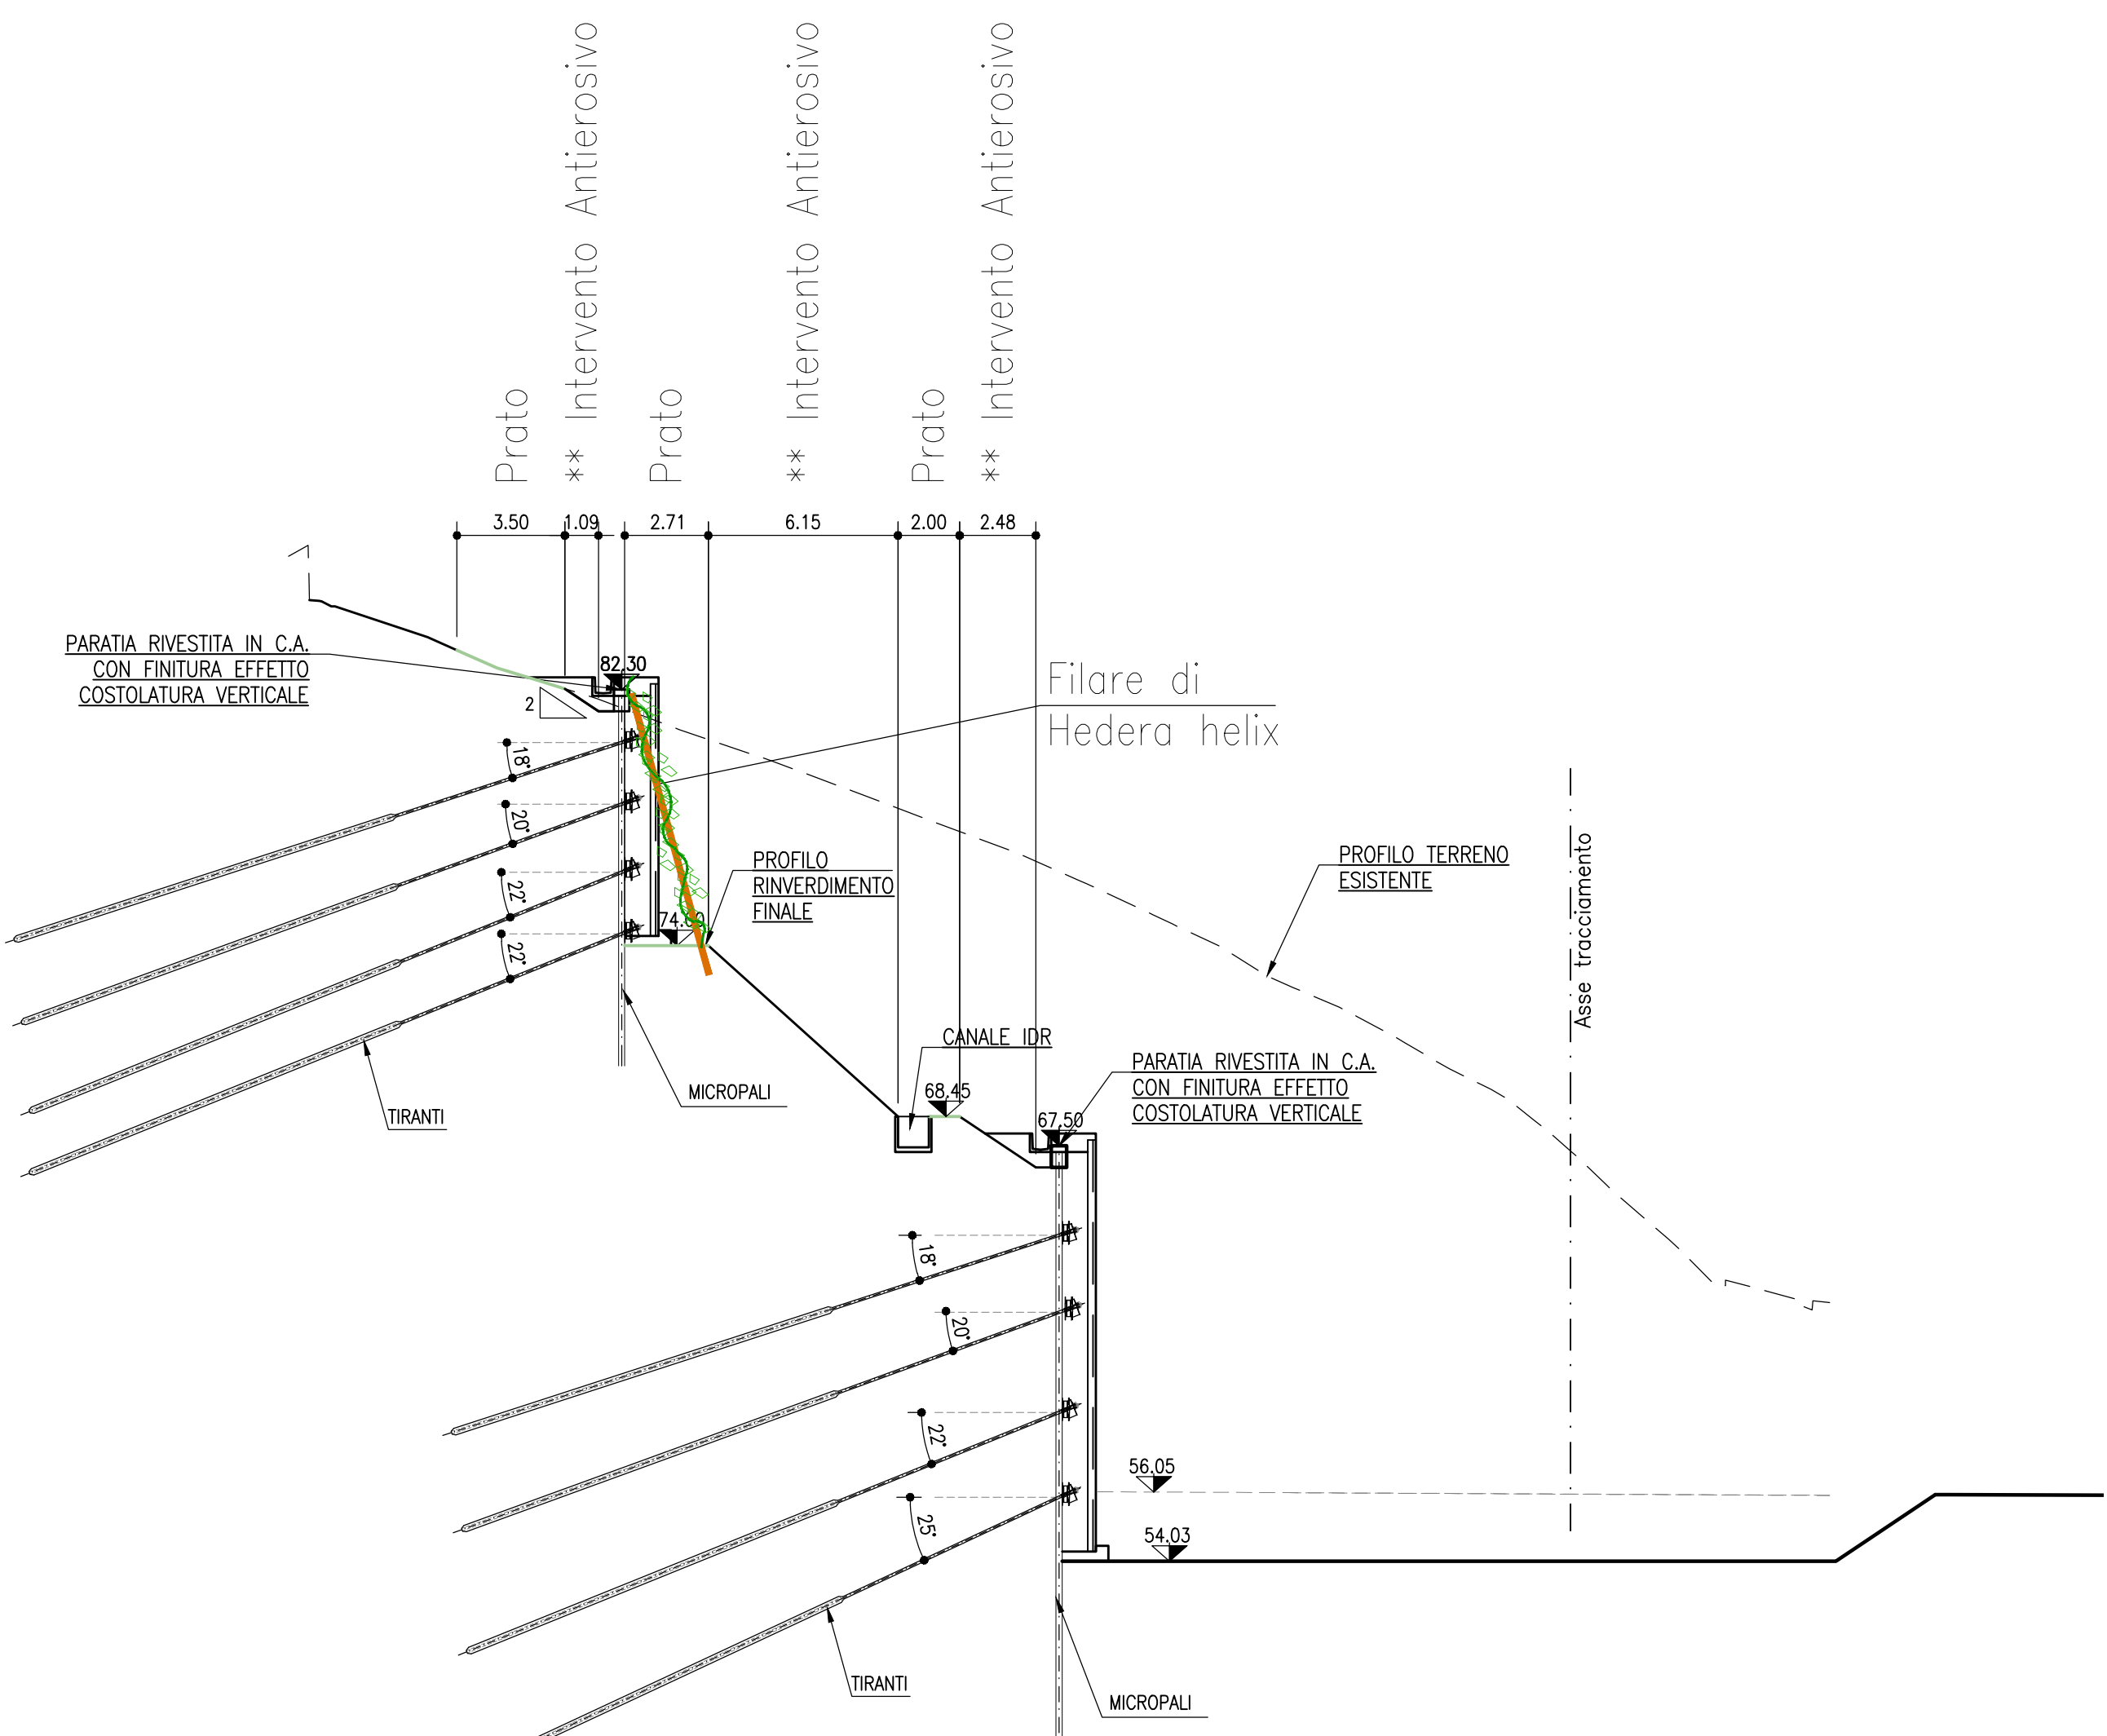 ** Intervento Antierosivo
** Intervento Antierosivo
** Intervento Antierosivo
Prato
Prato
Prato
3.50
1.09
2.71
6.15
2.00
2.48
PARATIA RIVESTITA IN C.A.
CON FINITURA EFFETTO
COSTOLATURA VERTICALE
82.30
2
Filare di
Hedera helix
18°
20°
22°
22°
PROFILO
RINVERDIMENTO
FINALE
PROFILO TERRENO
ESISTENTE
Asse tracciamento
CANALE IDR
PARATIA RIVESTITA IN C.A.
CON FINITURA EFFETTO
COSTOLATURA VERTICALE
MICROPALI
TIRANTI
68.45
67.50
18°
20°
22°
25°
56.05
54.03
TIRANTI
MICROPALI